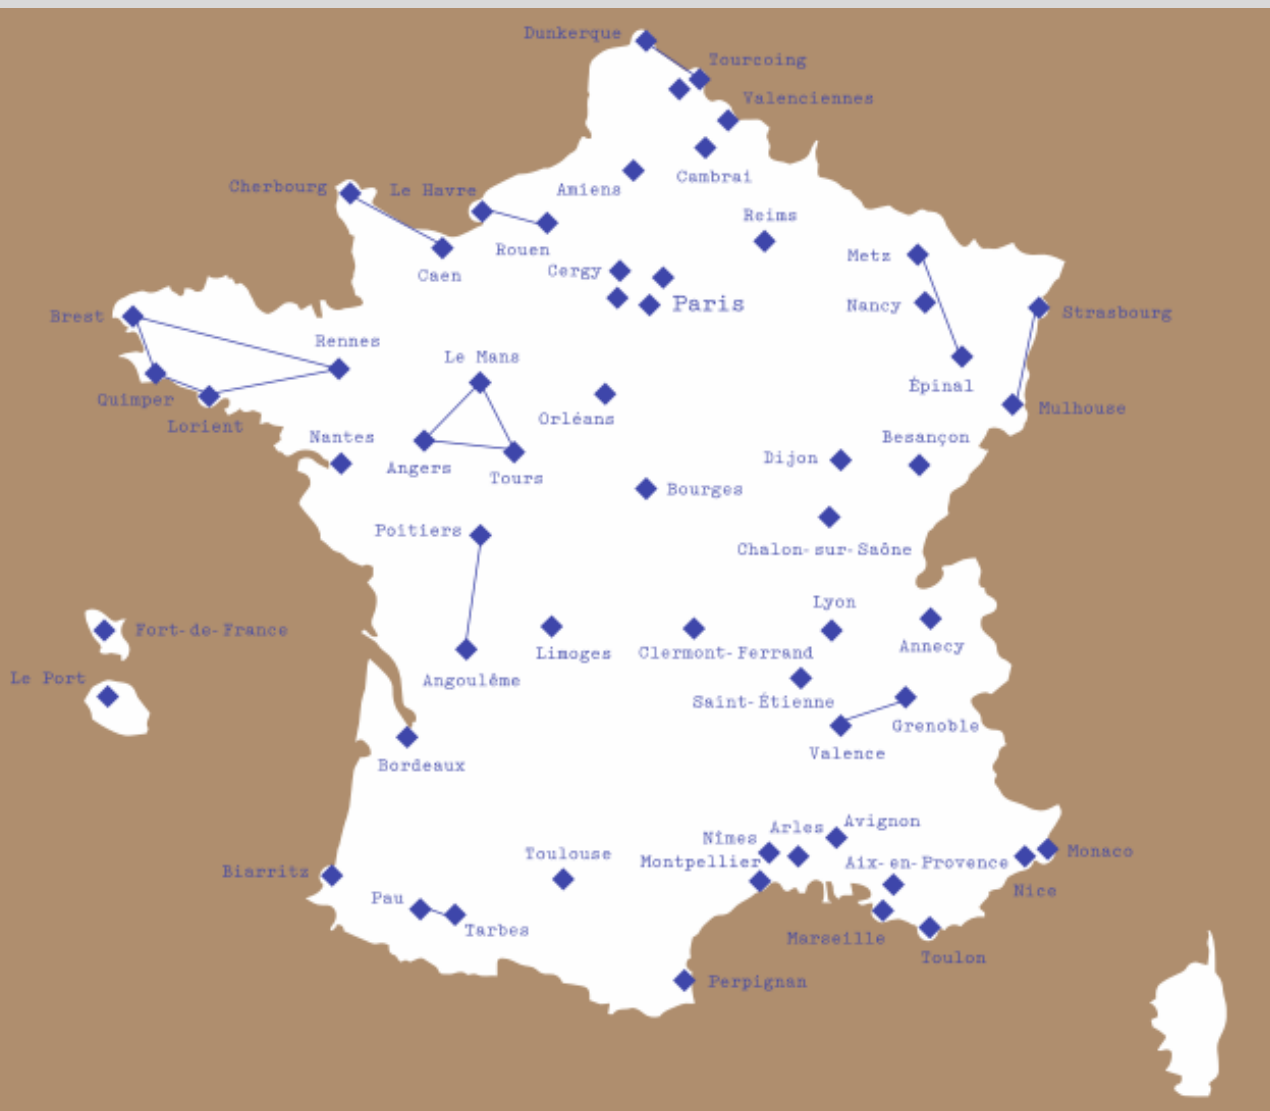 Dunkerque
Tourcoing
Valenciennes
Cambrai
Amiens
Cherbourg
Le Havre
Reims
Rouen
Metz
Caen
Cergy
Paris
Nancy
Strasbourg
Brest
Rennes
Le Mans
Épinal
Quimper
Mulhouse
Orléans
Lorient
Nantes
Besançon
Angers
Dijon
Tours
Bourges
Poitiers
Chalon-sur-Saône
Lyon
Fort-de-France
Annecy
Limoges
Clermont-Ferrand
Le Port
Angoulême
Saint-Étienne
Grenoble
Valence
Bordeaux
Avignon
Arles
Nîmes
Monaco
Toulouse
Montpellier
Aix-en-Provence
Biarritz
Nice
Pau
Tarbes
Marseille
Toulon
Perpignan